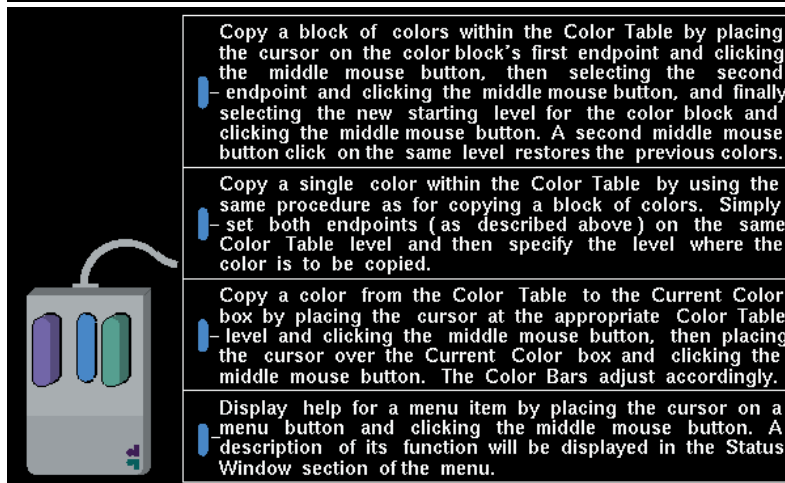 Copy a block of colors within the Color Table by placing
the cursor on the color block's first endpoint and clicking
the middle mouse button, then selecting the second
endpoint and clicking the middle mouse button, and finally
selecting the new starting level for the color block and
clicking the middle mouse button. A second middle mouse
button click on the same level restores the previous colors.
Copy a single color within the Color Table by using the
same procedure as for copying a block of colors. Simply
set both endpoints (as described above) on the same
Color Table level and then specify the level where the
color is to be copied.
Copy a color from the Color Table to the Current Color
box by placing the cursor at the appropriate Color Table
level and clicking the middle mouse button, then placing
the cursor over the Current Color box and clicking the
middle mouse button. The Color Bars adjust accordingly.
Display help for a menu item by placing the cursor on a
menu button and clicking the middle mouse button. A
description of its function will be displayed in the Status
Window section of the menu.